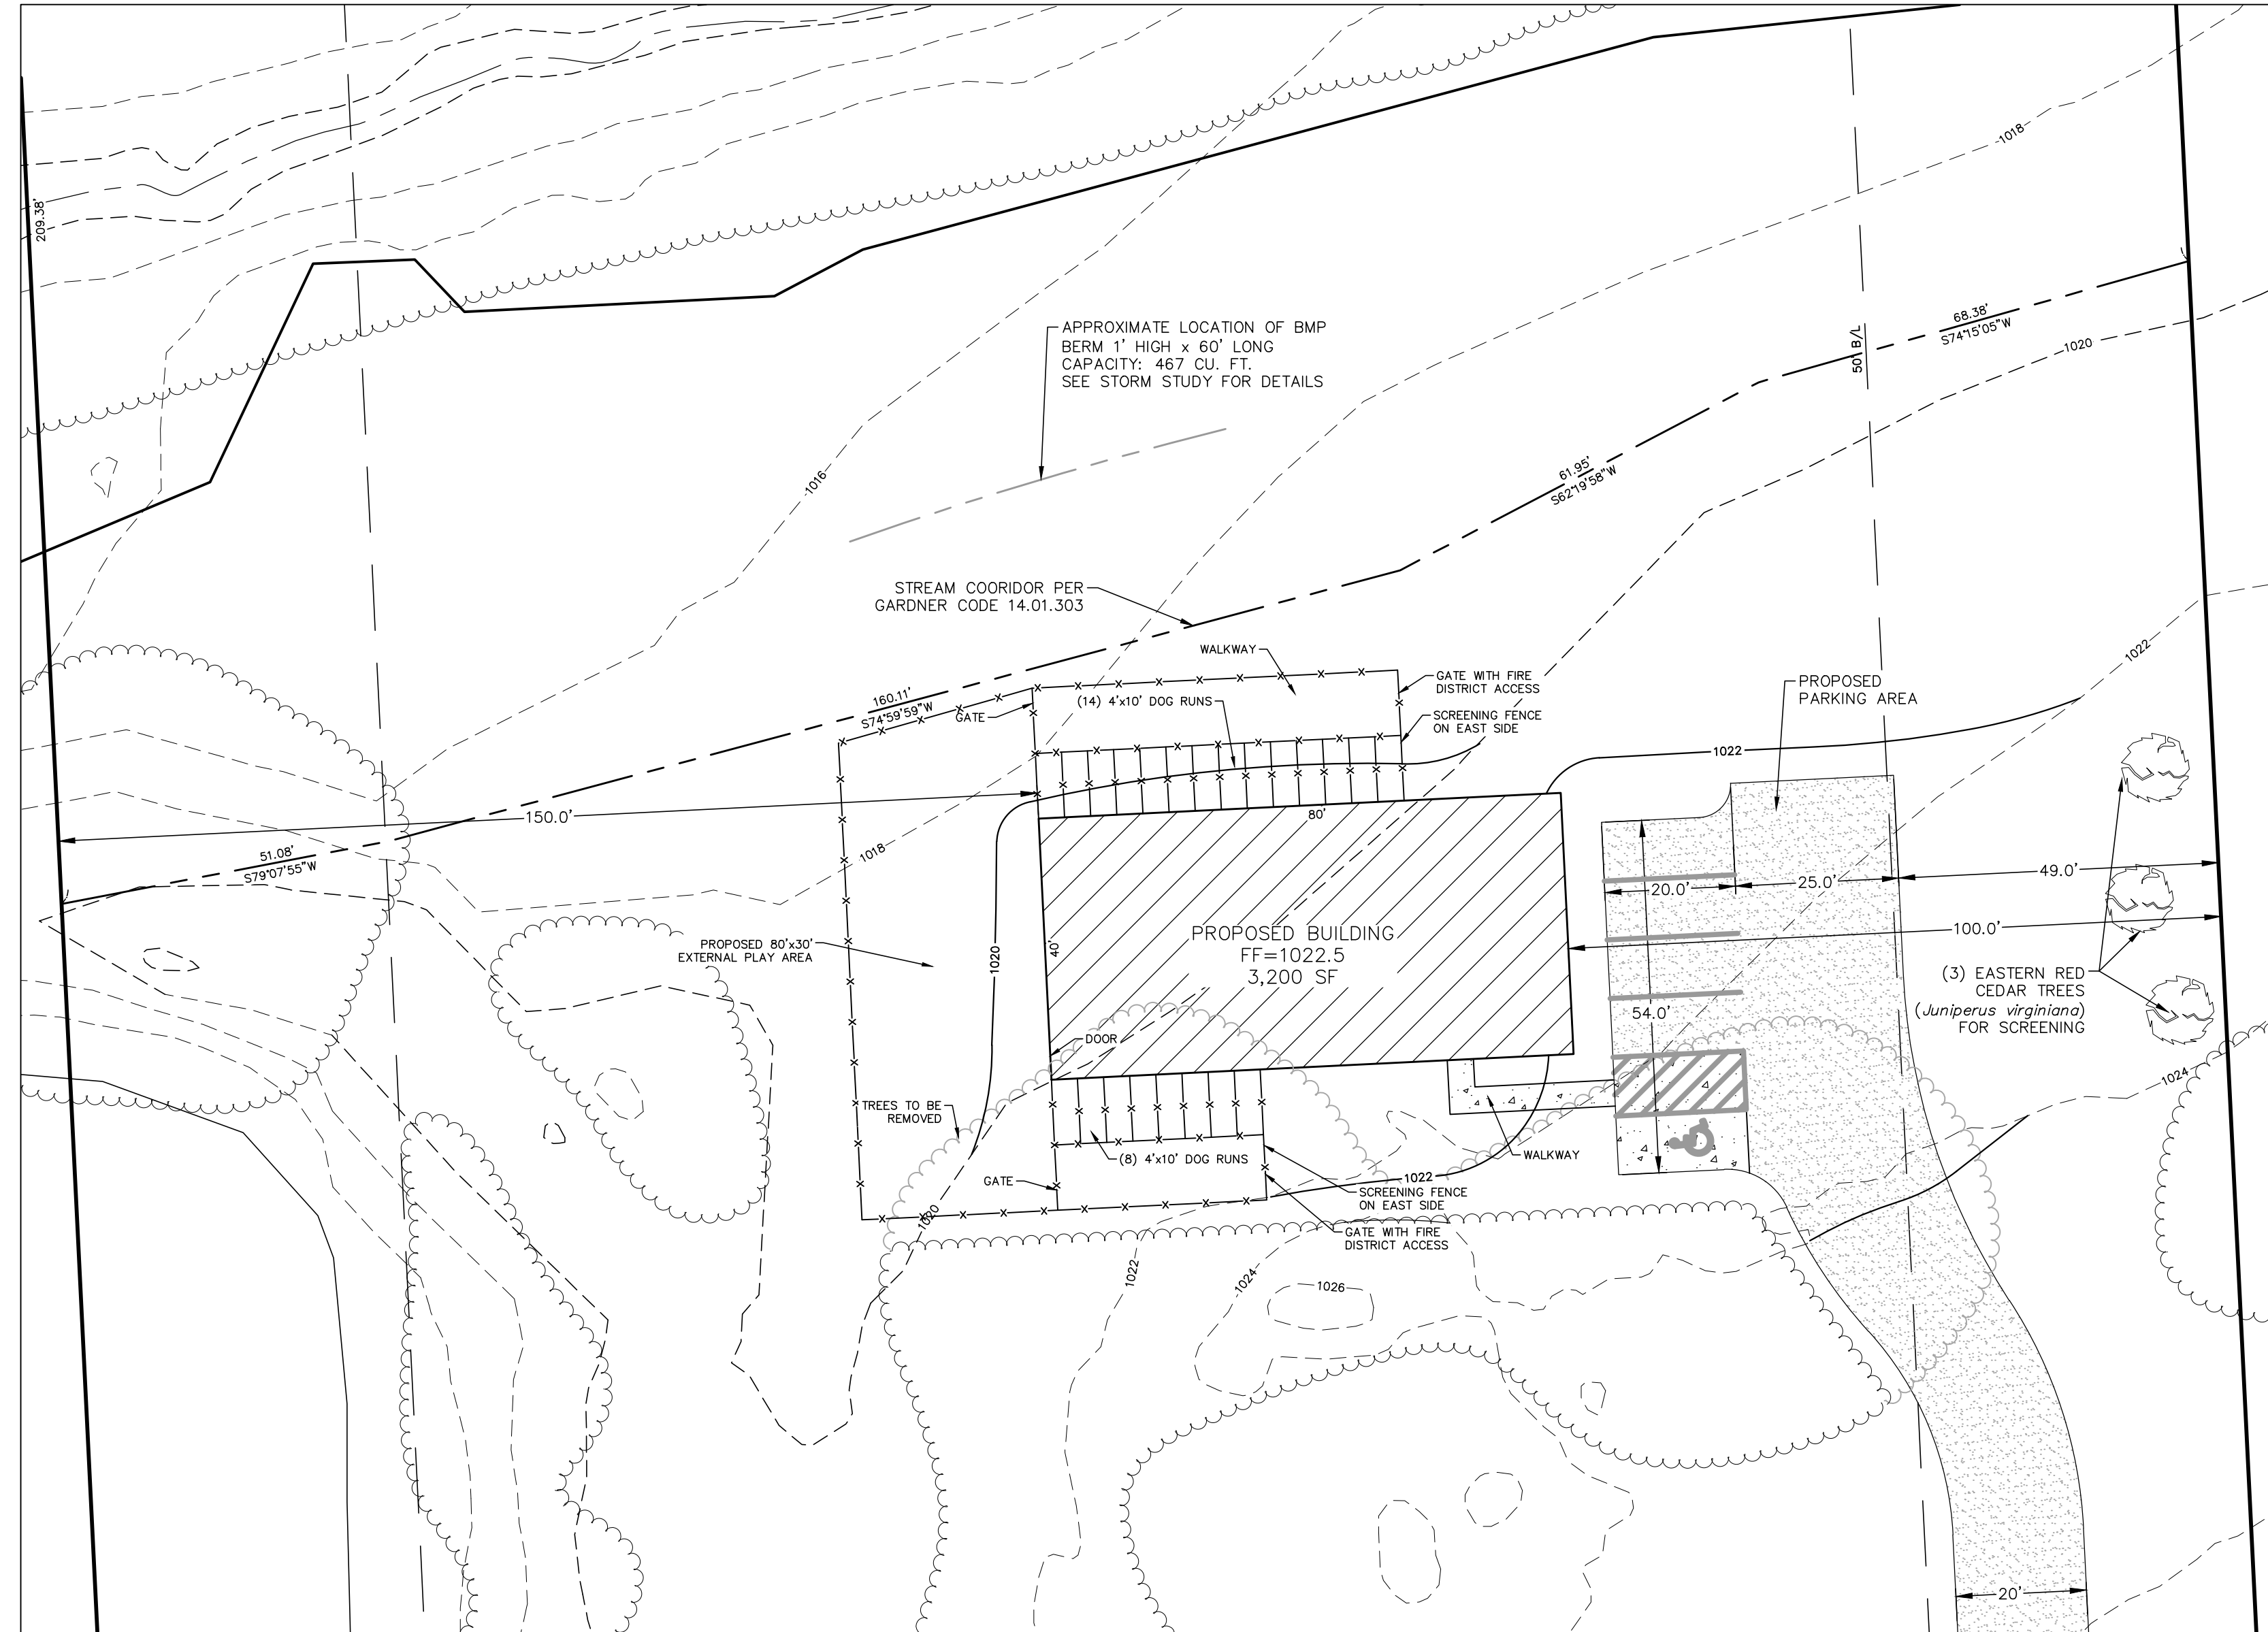 209.38'
1018
APPROXIMATE LOCATION OF BMP
BERM 1' HIGH x 60' LONG
CAPACITY: 467 CU. FT.
SEE STORM STUDY FOR DETAILS
68.38'
S74°15'05"W
50' B/L
1020
1016
61.95'
S62°19'58"W
STREAM COORIDOR PER
GARDNER CODE 14.01.303
WALKWAY
1022
GATE WITH FIRE
DISTRICT ACCESS
PROPOSED
PARKING AREA
160.11'
S74°59'59"W
GATE
(14) 4'x10' DOG RUNS
SCREENING FENCE
ON EAST SIDE
1022
150.0'
80'
51.08'
S79°07'55"W
1018
49.0'
20.0'
25.0'
100.0'
PROPOSED 80'x30'
EXTERNAL PLAY AREA
1020
40'
PROPOSED BUILDING
FF=1022.5
3,200 SF
(3) EASTERN RED
CEDAR TREES
(Juniperus virginiana)
FOR SCREENING
54.0'
DOOR
1024
TREES TO BE
REMOVED
(8) 4'x10' DOG RUNS
WALKWAY
GATE
1022
SCREENING FENCE
ON EAST SIDE
1020
GATE WITH FIRE
DISTRICT ACCESS
1022
1024
1026
20'